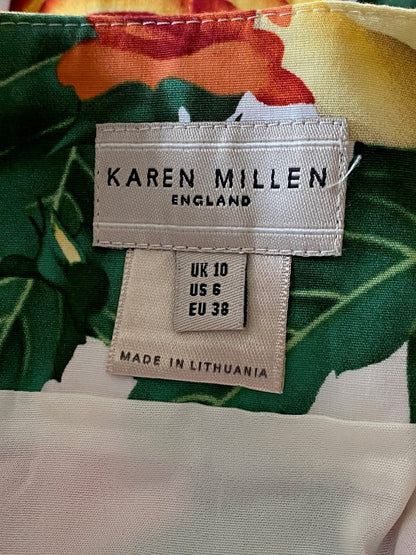 KAREN MILLEN
ENGLAND
UK 10
US 6
EU 38
MADE IN LITHUANIA